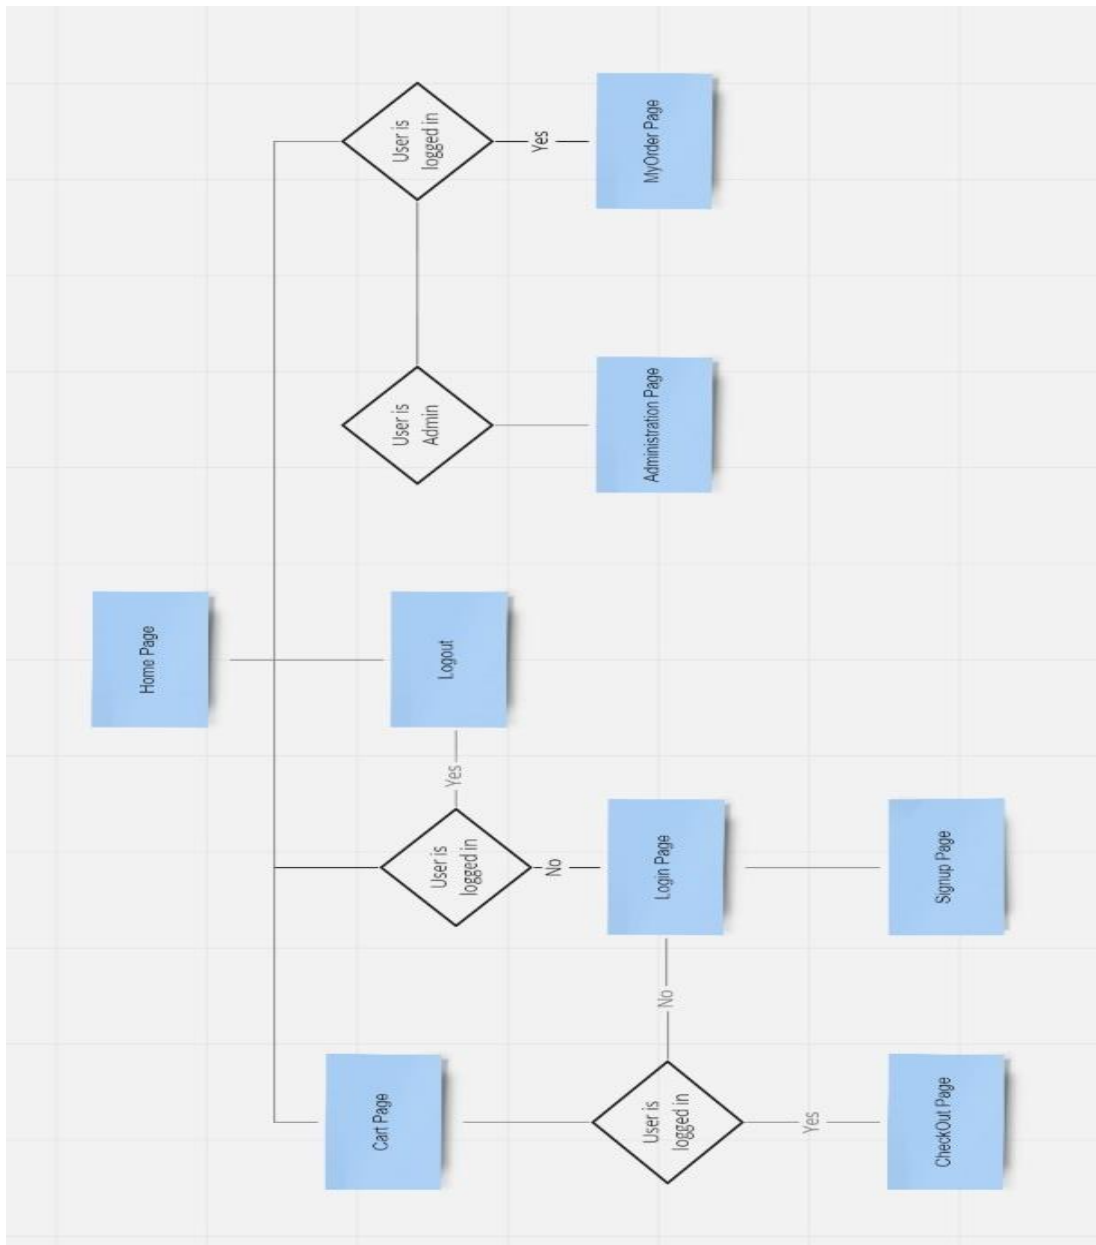 Home Page
Cart Page
User is
logged in
Yes
Logout
User is
Admin
User is
logged in
No
Yes
User is
logged in
No
Login Page
Administration Page
MyOrder Page
Yes
CheckOut Page
Signup Page